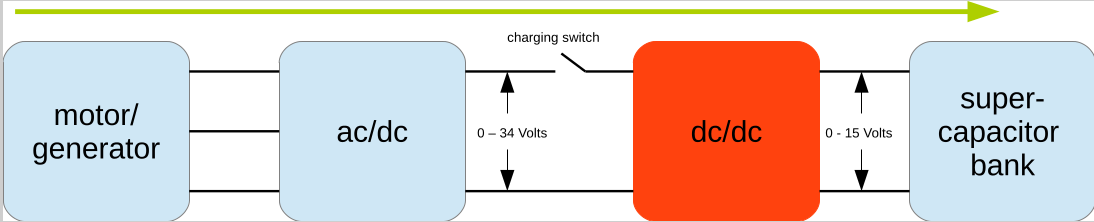 charging switch
motor/
generator
ac/dc
0 – 34 Volts
dc/dc
0 - 15 Volts
super-
capacitor
bank